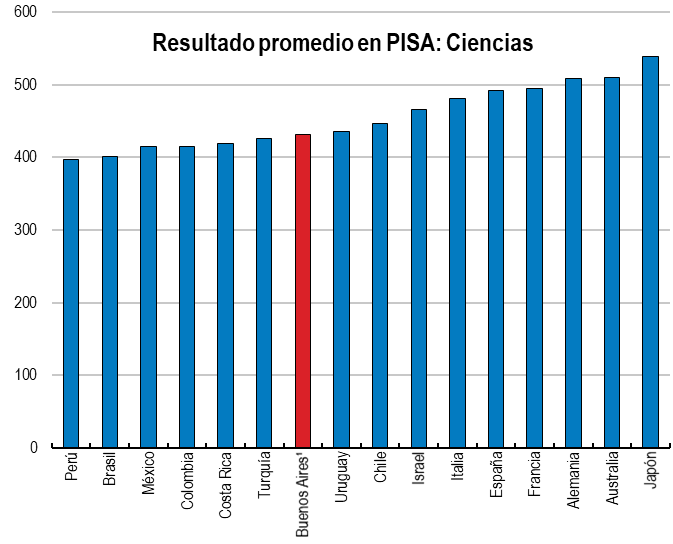 Resultado promedio en PISA: Ciencias
600
500
400
300
200
100
0
Perú
Brasil
México
Colombia
Costa Rica
Turquía
Buenos Aires¹
Uruguay
Chile
Israel
Italia
España
Francia
Alemania
Australia
Japón